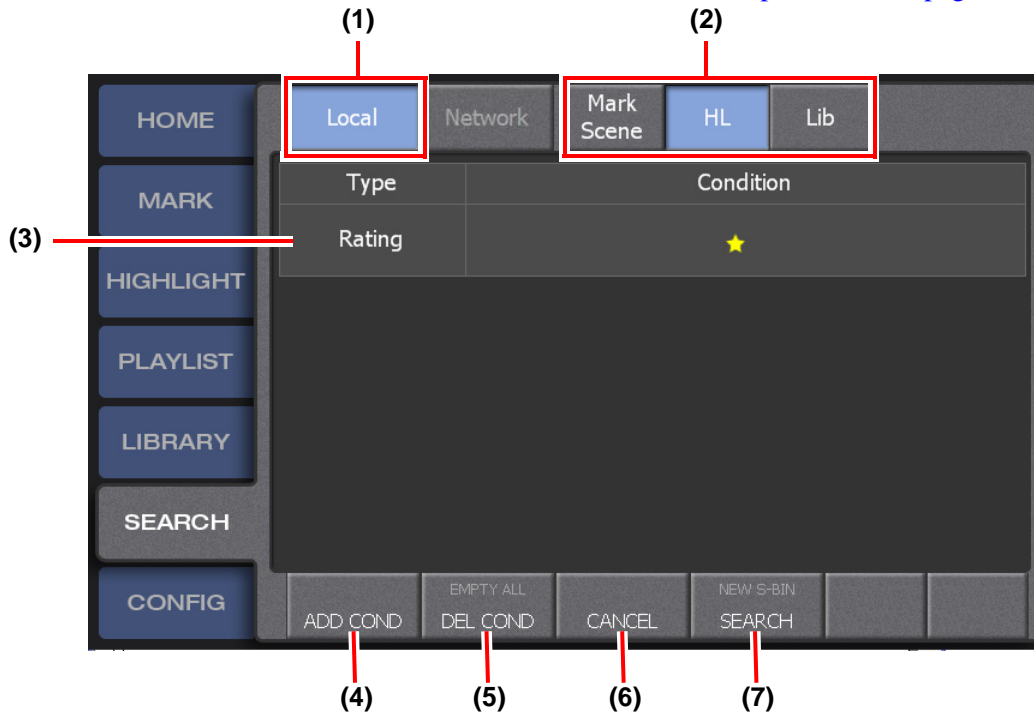 (1)
(2)
HOME
Local
Network
Mark
Scene
HL
Lib
MARK
Type
Condition
(3)
Rating
HIGHLIGHT
PLAYLIST
LIBRARY
SEARCH
CONFIG
EMPTY ALL
NEW S-BIN
ADD COND
DEL COND
CANCEL
SEARCH
(4)
(5)
(6)
(7)